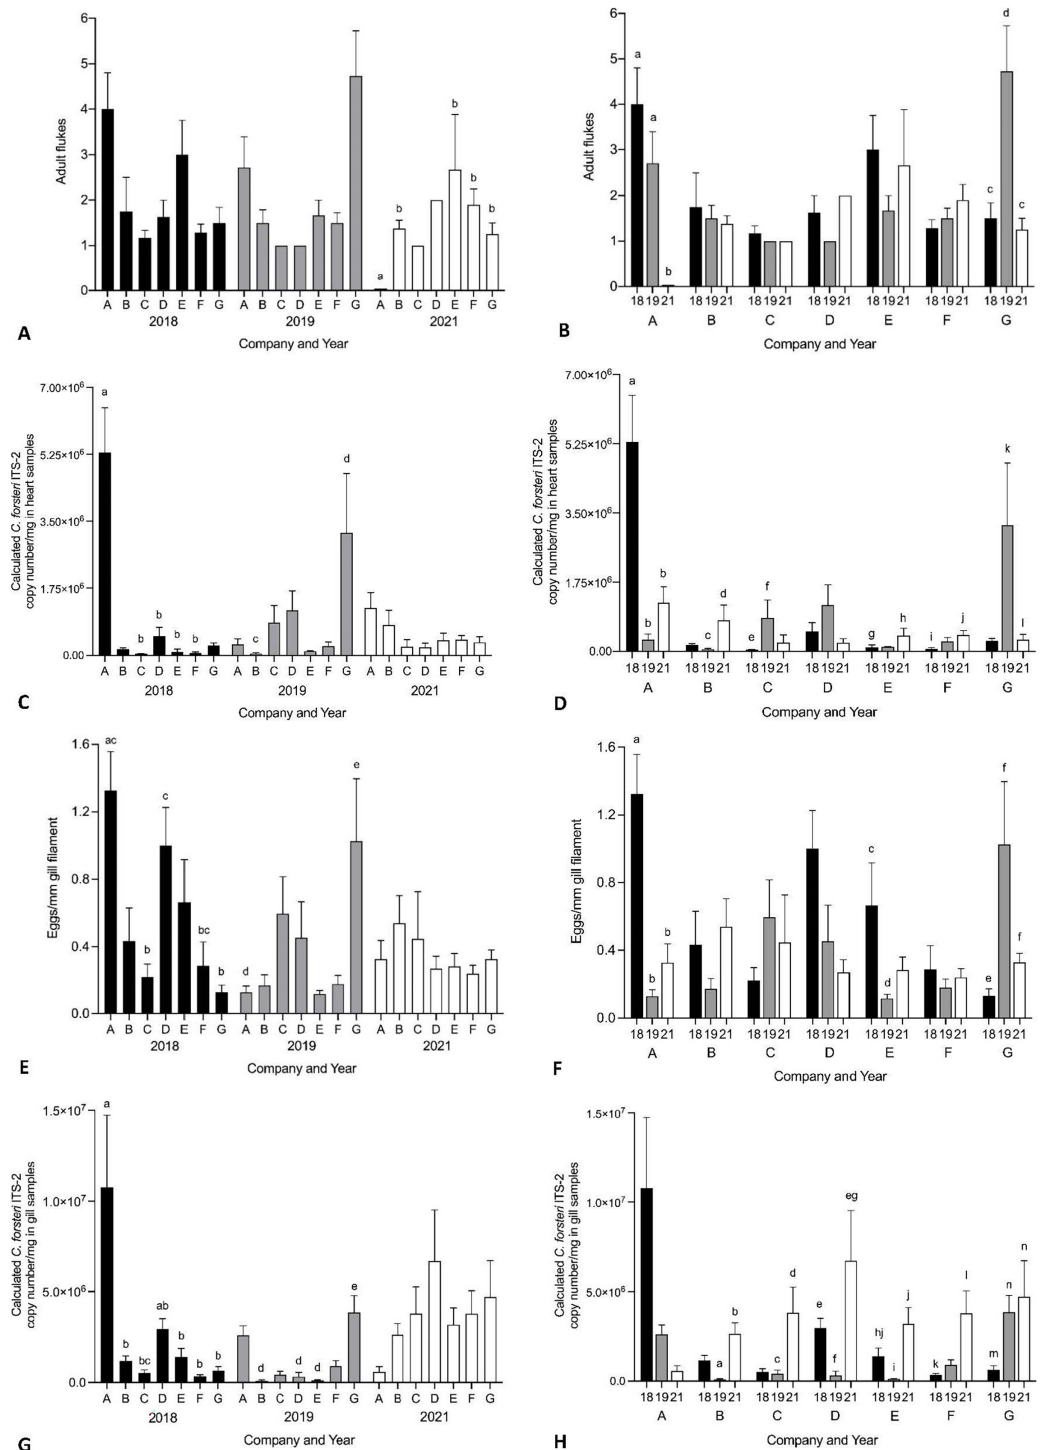 6
5
4
3
2
1
0
Adult flukes
a
b
b
b
b
A B C D E F G A B C D E F G A B C D E F G
2018 2019 2021
Company and Year
A
6
5
4
3
2
1
0
Adult flukes
a
a
b
c
d
c
18 19 21 18 19 21 18 19 21 18 19 21 18 19 21 18 19 21 18 19 21
A B C D E F G
Company and Year
B
7.00×10⁶
5.25×10⁶
3.50×10⁶
1.75×10⁶
0.00
Calculated C. forsteri ITS-2
copy number/mg in heart samples
a
b
b
b
b
c
d
A B C D E F G A B C D E F G A B C D E F G
2018 2019 2021
Company and Year
C
7.00×10⁶
5.25×10⁶
3.50×10⁶
1.75×10⁶
0.00
Calculated C. forsteri ITS-2
copy number/mg in heart samples
a
b
b
c
d
e
f
g
h
i
j
k
l
18 19 21 18 19 21 18 19 21 18 19 21 18 19 21 18 19 21 18 19 21
A B C D E F G
Company and Year
D
1.6
1.2
0.8
0.4
0.0
Eggs/mm gill filament
ac
b
c
bc
b
d
e
A B C D E F G A B C D E F G A B C D E F G
2018 2019 2021
Company and Year
E
1.6
1.2
0.8
0.4
0.0
Eggs/mm gill filament
a
b
b
c
d
e
f
f
18 19 21 18 19 21 18 19 21 18 19 21 18 19 21 18 19 21 18 19 21
A B C D E F G
Company and Year
F
1.5×10⁷
1.0×10⁷
5.0×10⁶
0.0
Calculated C. forsteri ITS-2
copy number/mg in gill samples
a
b
bc
ab
b
b
b
d
d
d
e
A B C D E F G A B C D E F G A B C D E F G
2018 2019 2021
Company and Year
G
1.5×10⁷
1.0×10⁷
5.0×10⁶
0.0
Calculated C. forsteri ITS-2
copy number/mg in gill samples
a
b
c
d
e
f
eg
hj
i
j
k
l
m
n
n
18 19 21 18 19 21 18 19 21 18 19 21 18 19 21 18 19 21 18 19 21
A B C D E F G
Company and Year
H